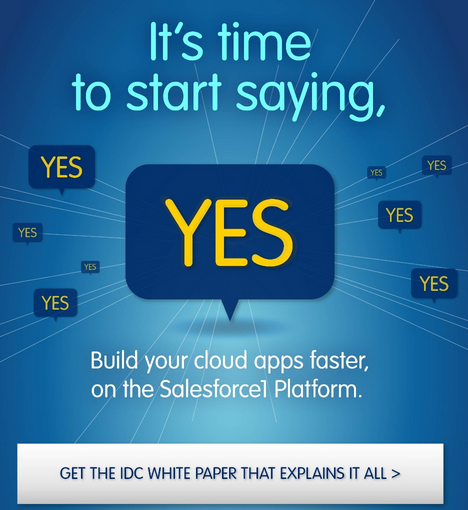 It's time
to start saying,
YES
YES
YES
YES
YES
YES
YES
YES
YES
Build your cloud apps faster,
on the Salesforce1 Platform.
GET THE IDC WHITE PAPER THAT EXPLAINS IT ALL >